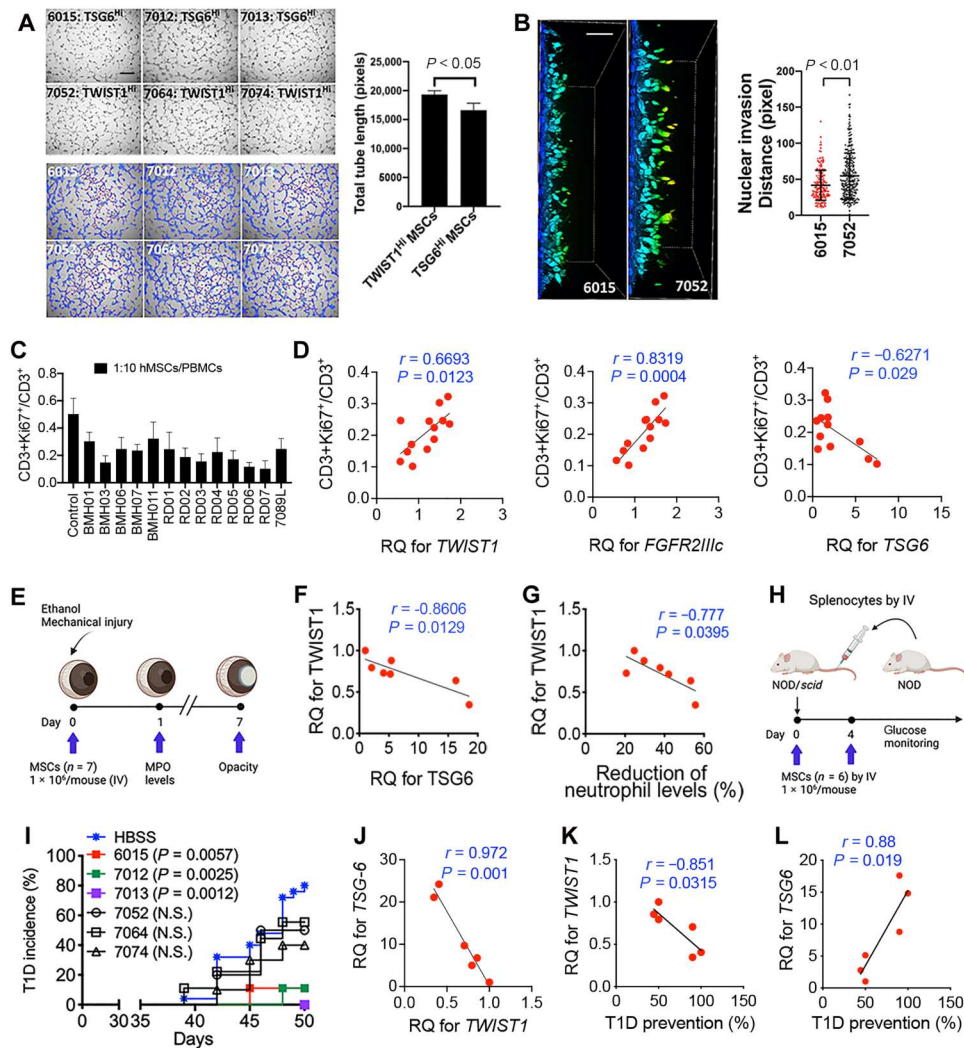 A
6015: TSG6Hi
7012: TSG6Hi
7013: TSG6Hi
7052: TWIST1Hi
7064: TWIST1Hi
7074: TWIST1Hi
6015
7012
7013
7052
7064
7074
Total tube length (pixels)
P < 0.05
25,000
20,000
15,000
10,000
5,000
0
TWIST1Hi MSCs
TSG6Hi MSCs
B
6015
7052
Nuclear invasion
Distance (pixel)
P < 0.01
200
150
100
50
0
6015
7052
C
CD3+Ki67+/CD3+
1:10 hMSCs/PBMCs
0.8
0.6
0.4
0.2
0.0
Control
BMH01
BMH03
BMH06
BMH07
BMH011
RD01
RD02
RD03
RD04
RD05
RD06
RD07
7089L
D
CD3+Ki67+/CD3+
r = 0.6693
P = 0.0123
0.4
0.3
0.2
0.1
0.0
0 1 2 3
RQ for TWIST1
CD3+Ki67+/CD3+
r = 0.8319
P = 0.0004
0.4
0.3
0.2
0.1
0.0
0 1 2 3
RQ for FGFR2IIIc
CD3+Ki67+/CD3+
r = −0.6271
P = 0.029
0.4
0.3
0.2
0.1
0 5 10 15
RQ for TSG6
E
Ethanol
Mechanical injury
Day 0 1 7
MSCs (n = 7)
1 × 10⁶/mouse (IV)
MPO
levels
Opacity
F
RQ for TWIST1
r = -0.8606
P = 0.0129
1.5
1.0
0.5
0.0
0 5 10 15 20
RQ for TSG6
G
RQ for TWIST1
r = −0.777
P = 0.0395
1.5
1.0
0.5
0.0
0 20 40 60
Reduction of
neutrophil levels (%)
H
Splenocytes by IV
NOD/scid
NOD
Day 0 4
Glucose
monitoring
MSCs (n = 6) by IV
1 × 10⁶/mouse
I
T1D incidence (%)
HBSS
6015 (P = 0.0057)
7012 (P = 0.0025)
7013 (P = 0.0012)
7052 (N.S.)
7064 (N.S.)
7074 (N.S.)
100
80
60
40
20
0
0 30 35 40 45 50
Days
J
RQ for TSG-6
r = 0.972
P = 0.001
30
20
10
0
0.0 0.5 1.0 1.5
RQ for TWIST1
K
RQ for TWIST1
r = −0.851
P = 0.0315
1.5
1.0
0.5
0.0
0 50 100 150
T1D prevention (%)
L
RQ for TSG6
r = 0.88
P = 0.019
20
15
10
5
0
0 50 100 150
T1D prevention (%)